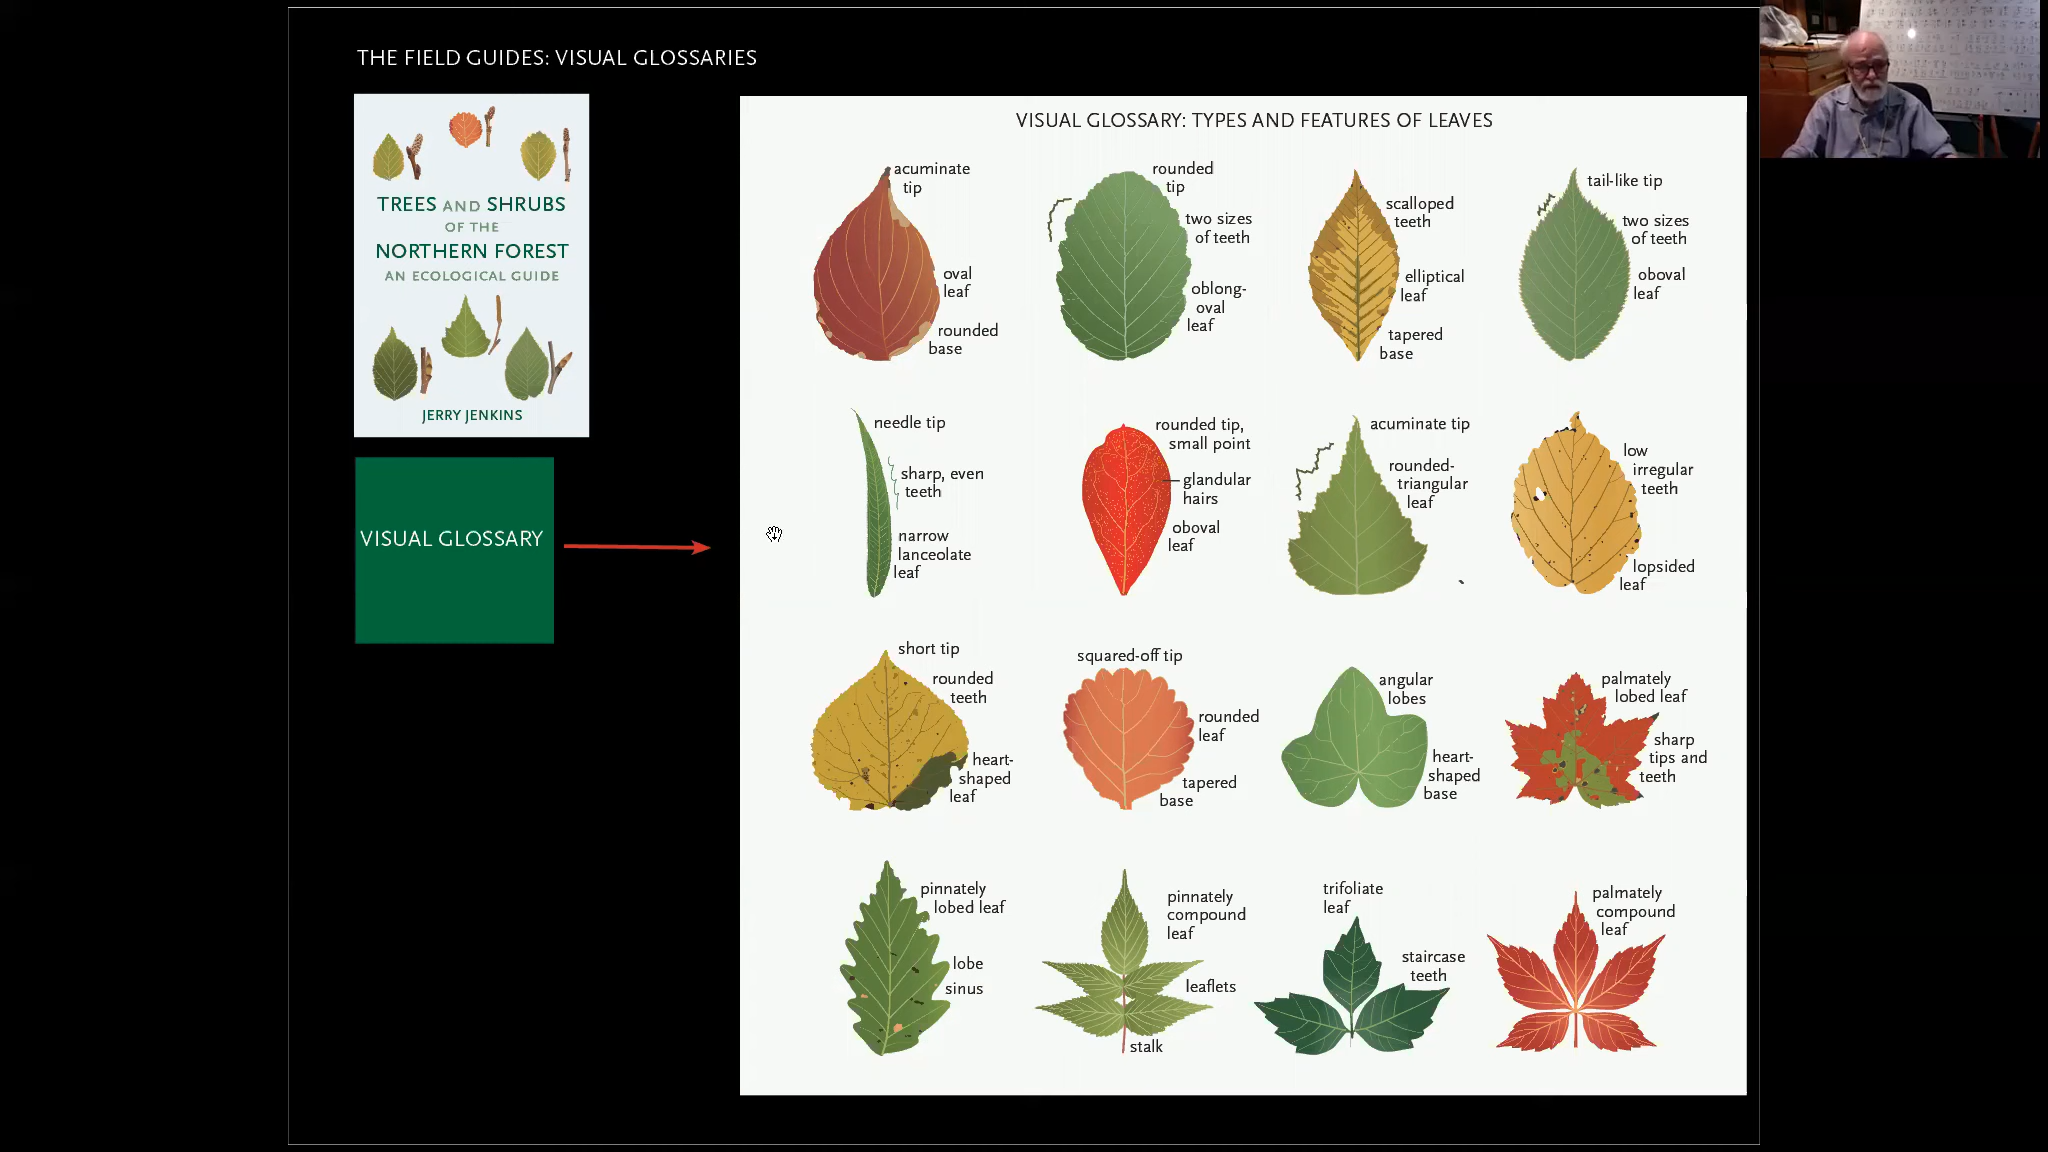 THE FIELD GUIDES: VISUAL GLOSSARIES
TREES AND SHRUBS
OF THE
NORTHERN FOREST
AN ECOLOGICAL GUIDE
JERRY JENKINS
VISUAL GLOSSARY
VISUAL GLOSSARY: TYPES AND FEATURES OF LEAVES
acuminate
tip
oval
leaf
rounded
base
rounded
tip
two sizes
of teeth
oblong-
oval
leaf
scalloped
teeth
elliptical
leaf
tapered
base
tail-like tip
two sizes
of teeth
oboval
leaf
needle tip
sharp, even
teeth
narrow
lanceolate
leaf
rounded tip,
small point
glandular
hairs
oboval
leaf
acuminate tip
rounded-
triangular
leaf
low
irregular
teeth
lopsided
leaf
short tip
rounded
teeth
heart-
shaped
leaf
squared-off tip
rounded
leaf
tapered
base
angular
lobes
heart-
shaped
base
palmately
lobed leaf
sharp
tips and
teeth
pinnately
lobed leaf
lobe
sinus
pinnately
compound
leaf
leaflets
stalk
trifoliate
leaf
staircase
teeth
palmately
compound
leaf